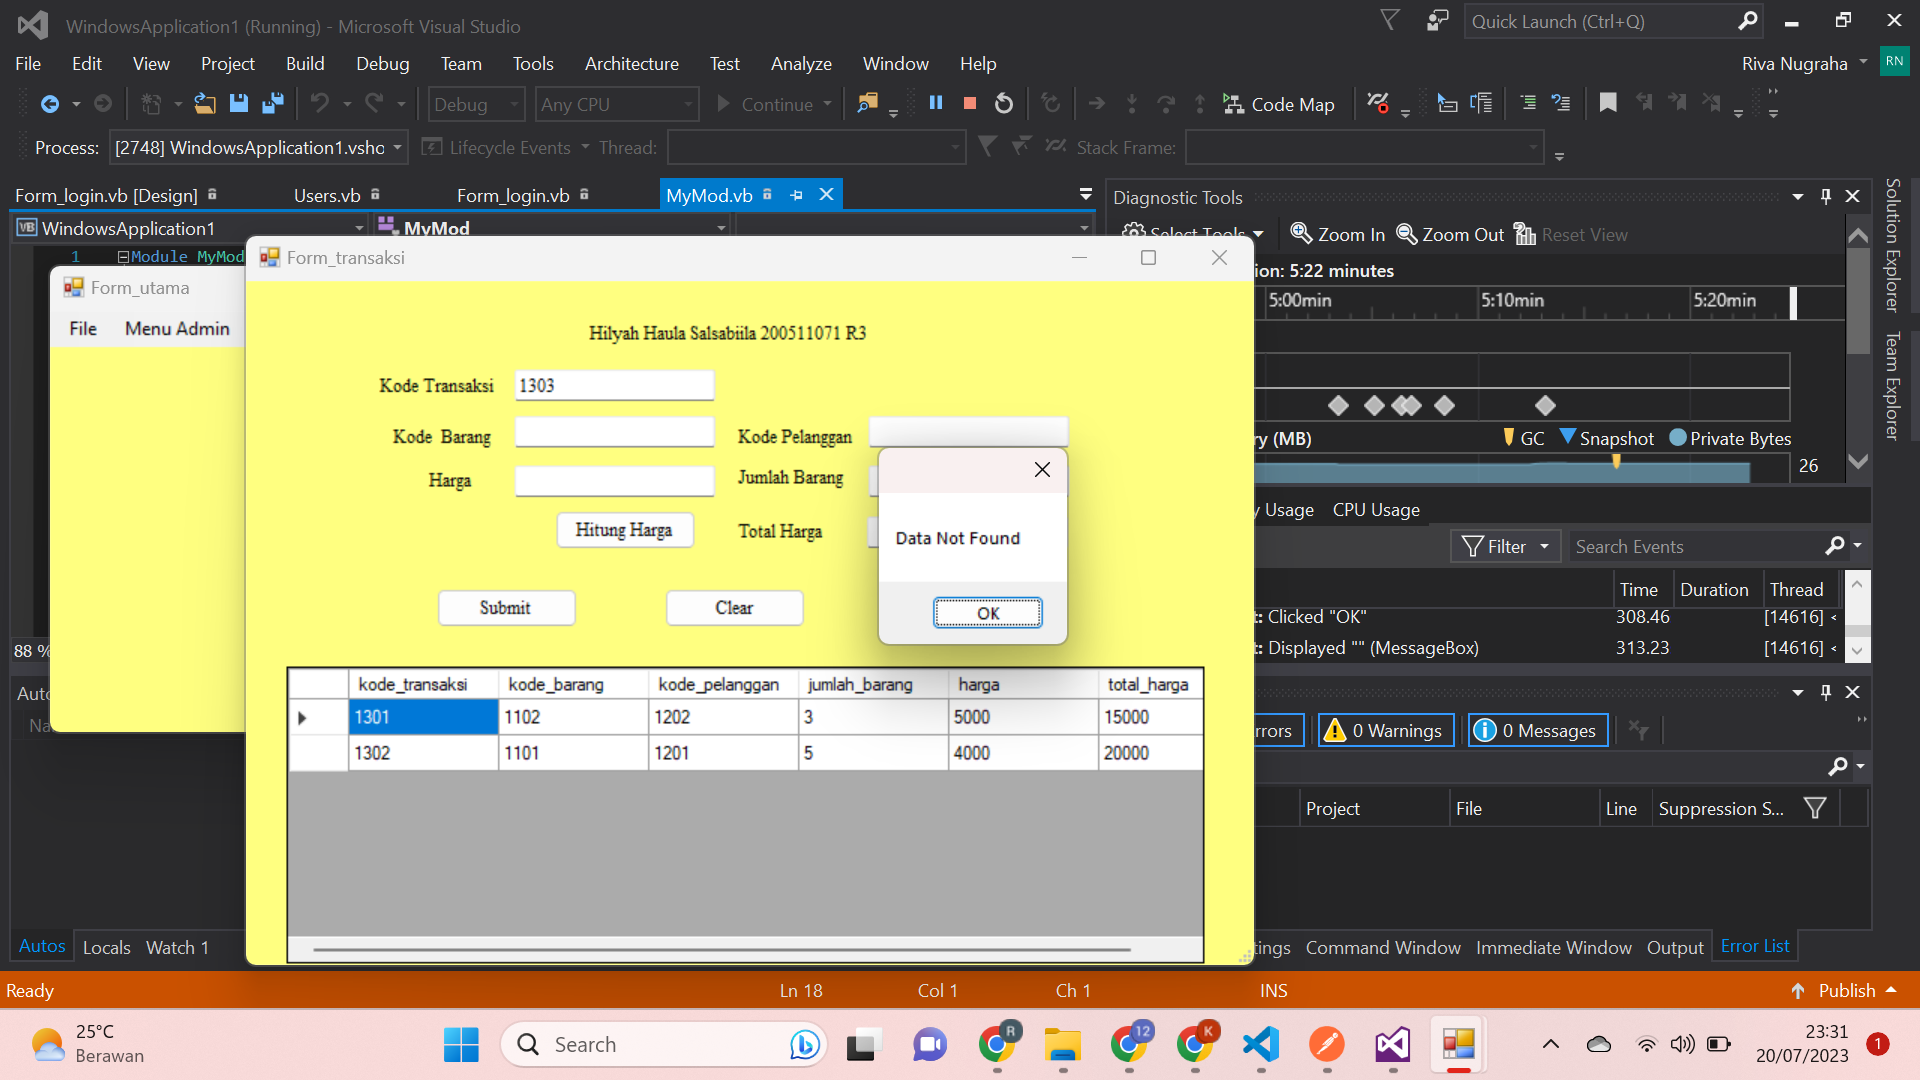 WindowsApplication1 (Running) - Microsoft Visual Studio
Quick Launch (Ctrl+Q)
File Edit View Project Build Debug Team Tools Architecture Test Analyze Window Help
Riva Nugraha RN
Debug Any CPU Continue Code Map
Process: [2748] WindowsApplication1.vsho Lifecycle Events Thread: Stack Frame:
Form_login.vb [Design] Users.vb Form_login.vb MyMod.vb
Diagnostic Tools
VB WindowsApplication1 MyMod
Select Tools Zoom In Zoom Out Reset View
Solution Explorer
Team Explorer
1 Module MyMod
Form_transaksi
ion: 5:22 minutes
Form_utama
5:00min 5:10min 5:20min
File Menu Admin
Hilyah Haula Salsabiila 200511071 R3
Kode Transaksi 1303
Kode Barang Kode Pelanggan
Harga Jumlah Barang
Hitung Harga Total Harga
Data Not Found
OK
Submit Clear
ry (MB) GC Snapshot Private Bytes
26
y Usage CPU Usage
Filter Search Events
Time Duration Thread
t: Clicked "OK" 308.46 [14616] <
t: Displayed "" (MessageBox) 313.23 [14616] <
88 %
Auto
Na
kode_transaksi kode_barang kode_pelanggan jumlah_barang harga total_harga
1301 1102 1202 3 5000 15000
1302 1101 1201 5 4000 20000
rrors 0 Warnings 0 Messages
Project File Line Suppression S...
Autos Locals Watch 1
tings Command Window Immediate Window Output Error List
Ready Ln 18 Col 1 Ch 1 INS Publish
25°C
Berawan
Search
R 12 K
23:31
20/07/2023
1